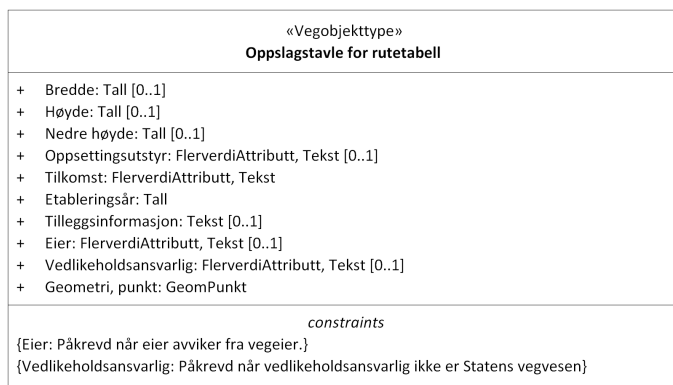 «Vegobjekttype»
Oppslagstavle for rutetabell
+ Bredde: Tall [0..1]
+ Høyde: Tall [0..1]
+ Nedre høyde: Tall [0..1]
+ Oppsettingsutstyr: FlerverdiAttributt, Tekst [0..1]
+ Tilkomst: FlerverdiAttributt, Tekst
+ Etableringsår: Tall
+ Tilleggsinformasjon: Tekst [0..1]
+ Eier: FlerverdiAttributt, Tekst [0..1]
+ Vedlikeholdsansvarlig: FlerverdiAttributt, Tekst [0..1]
+ Geometri, punkt: GeomPunkt
constraints
{Eier: Påkrevd når eier avviker fra vegeier.}
{Vedlikeholdsansvarlig: Påkrevd når vedlikeholdsansvarlig ikke er Statens vegvesen}